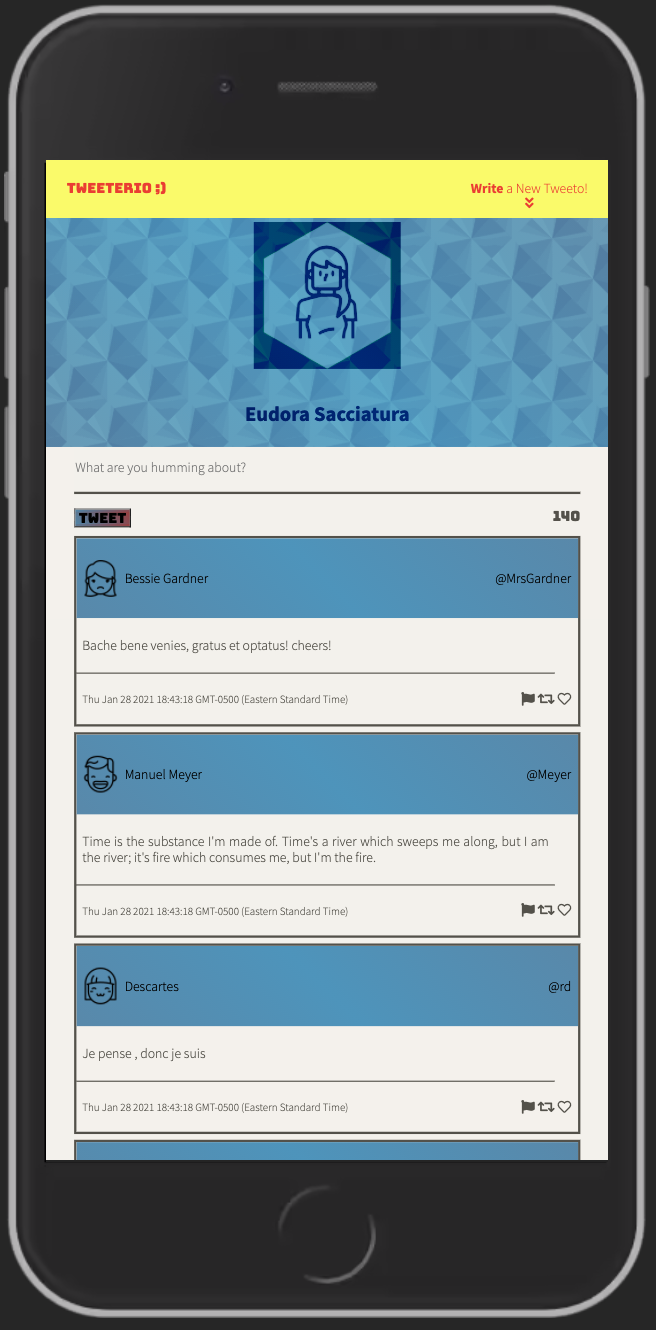 TWEETERIO ;)
Write a New Tweeto!
Eudora Sacciatura
What are you humming about?
TWEET 140
Bessie Gardner @MrsGardner
Bache bene venies, gratus et optatus! cheers!
Thu Jan 28 2021 18:43:18 GMT-0500 (Eastern Standard Time)
Manuel Meyer @Meyer
Time is the substance I'm made of. Time's a river which sweeps me along, but I am
the river; it's fire which consumes me, but I'm the fire.
Thu Jan 28 2021 18:43:18 GMT-0500 (Eastern Standard Time)
Descartes @rd
Je pense , donc je suis
Thu Jan 28 2021 18:43:18 GMT-0500 (Eastern Standard Time)